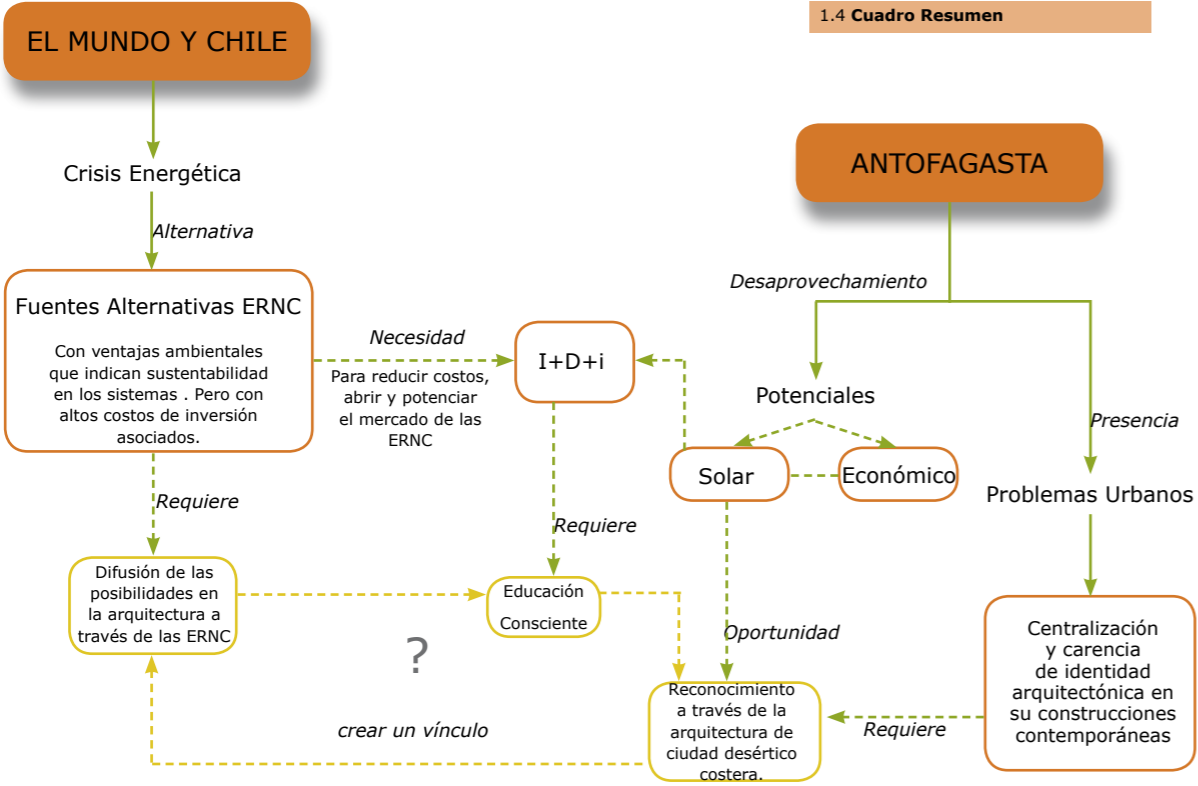 1.4 Cuadro Resumen
EL MUNDO Y CHILE
Crisis Energética
Alternativa
Fuentes Alternativas ERNC
Con ventajas ambientales
que indican sustentabilidad
en los sistemas . Pero con
altos costos de inversión
asociados.
Necesidad
Para reducir costos,
abrir y potenciar
el mercado de las
ERNC
I+D+i
Requiere
Difusión de las
posibilidades en
la arquitectura a
través de las ERNC
Requiere
Educación
Consciente
?
crear un vínculo
ANTOFAGASTA
Desaprovechamiento
Potenciales
Solar
Económico
Presencia
Problemas Urbanos
Oportunidad
Reconocimiento
a través de la
arquitectura de
ciudad desértico
costera.
Requiere
Centralización
y carencia
de identidad
arquitectónica en
su construcciones
contemporáneas